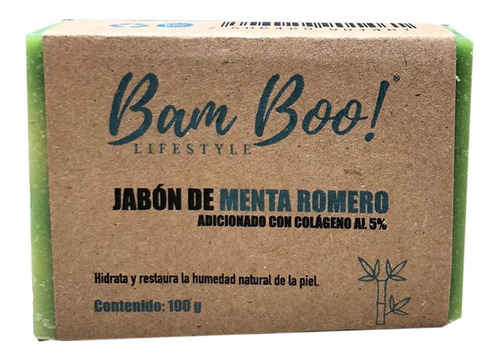 Bam Boo!®
LIFESTYLE
JABÓN DE MENTA ROMERO
ADICIONADO CON COLÁGENO AL 5%
Hidrata y restaura la humedad natural de la piel.
Contenido: 100 g